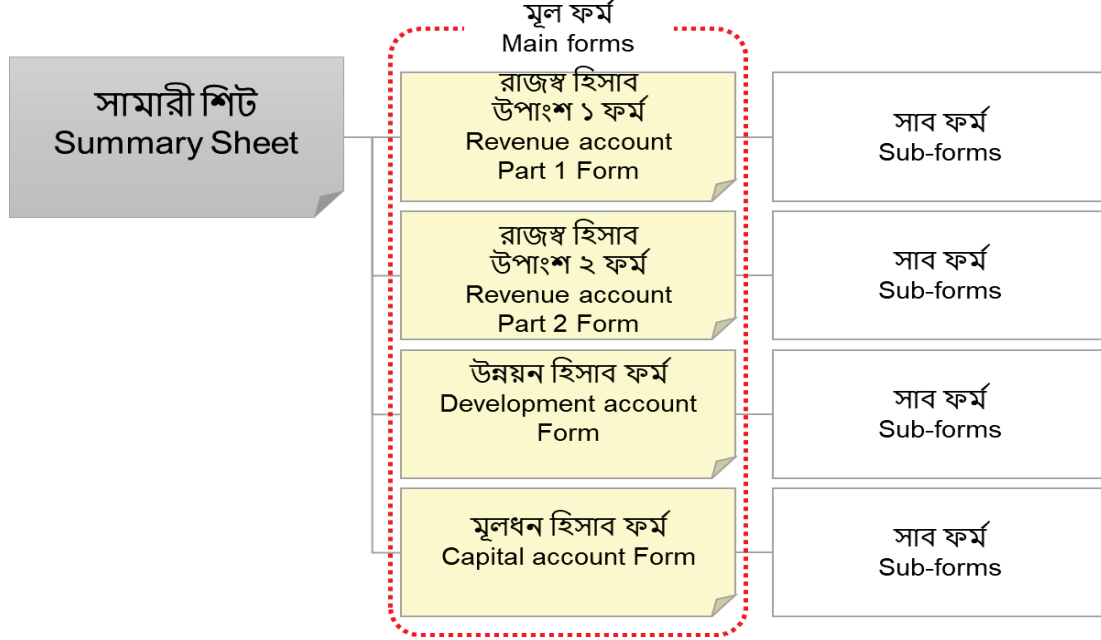 মূল ফর্ম
Main forms
সামারী শিট
Summary Sheet
রাজস্ব হিসাব
উপাংশ ১ ফর্ম
Revenue account
Part 1 Form
সাব ফর্ম
Sub-forms
রাজস্ব হিসাব
উপাংশ ২ ফর্ম
Revenue account
Part 2 Form
সাব ফর্ম
Sub-forms
উন্নয়ন হিসাব ফর্ম
Development account
Form
সাব ফর্ম
Sub-forms
মূলধন হিসাব ফর্ম
Capital account Form
সাব ফর্ম
Sub-forms